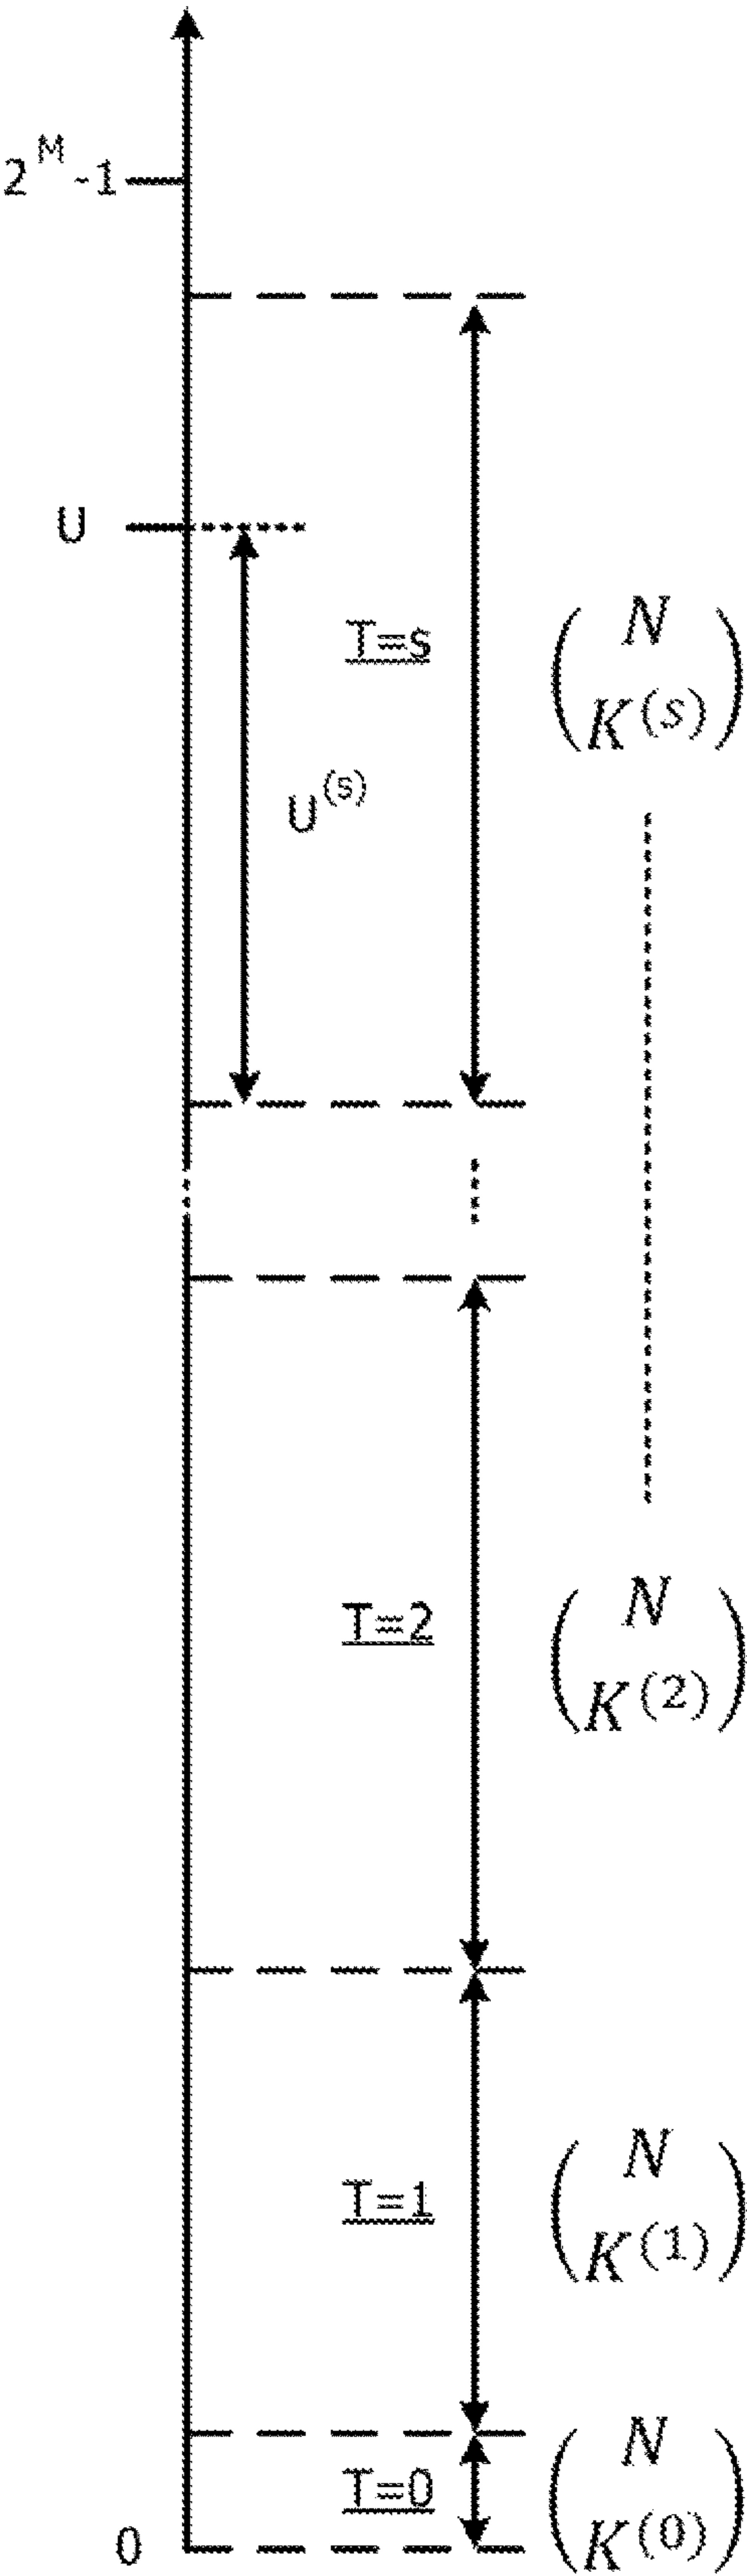 2^M-1
U
T=s
(N K^(s))
U^(s)
T=2
(N K^(2))
T=1
(N K^(1))
T=0
(N K^(0))
0